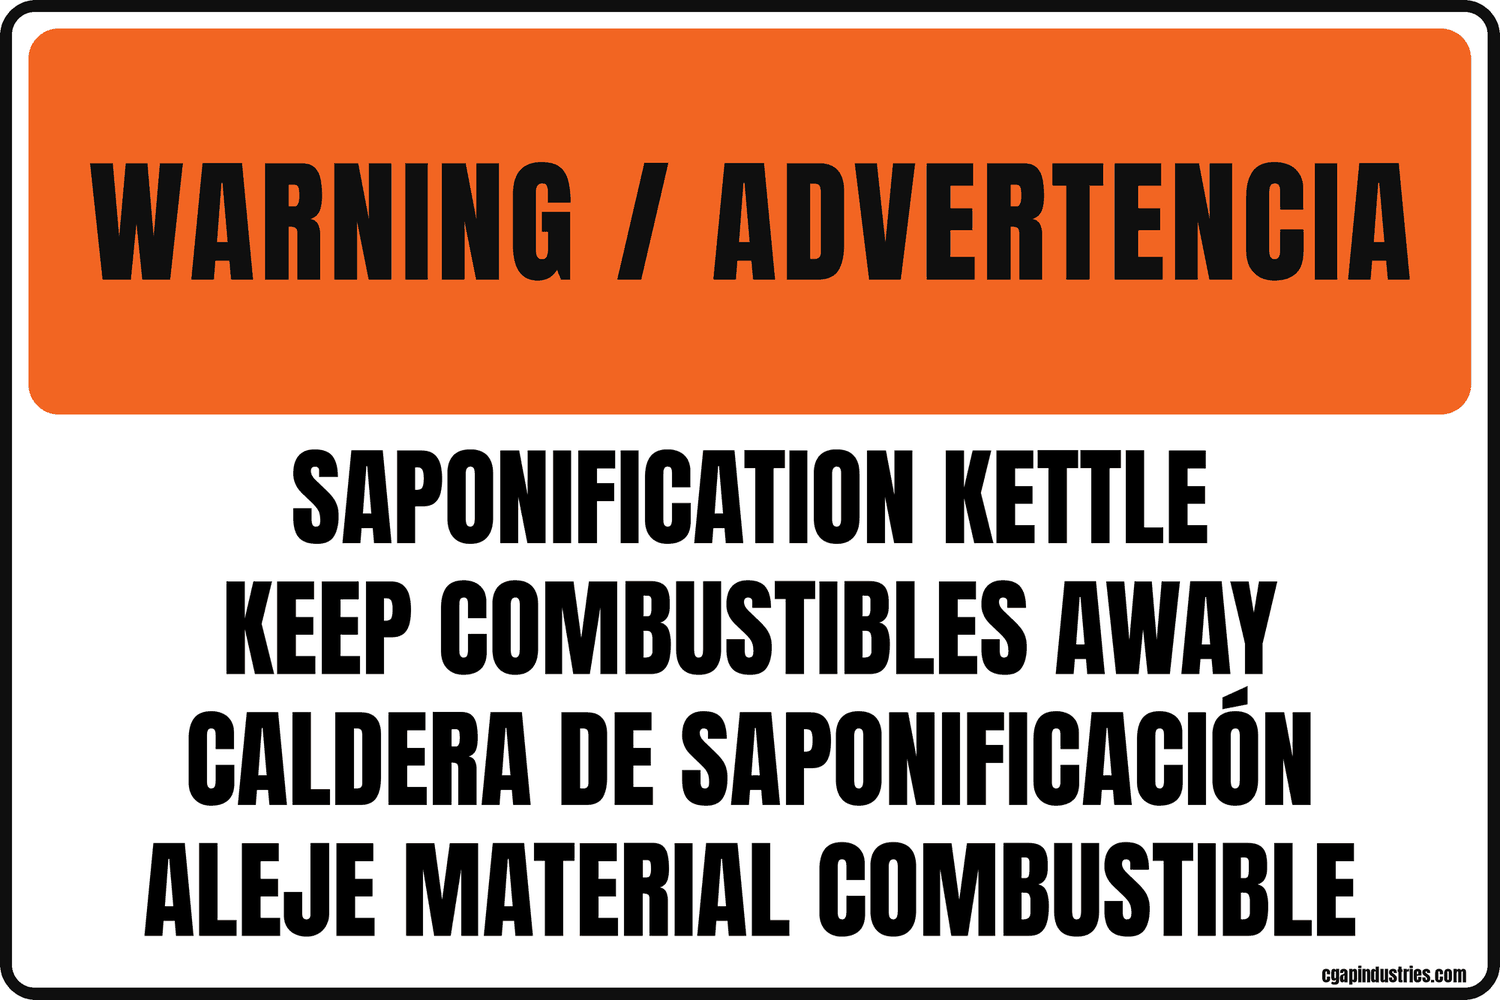 WARNING / ADVERTENCIA
SAPONIFICATION KETTLE
KEEP COMBUSTIBLES AWAY
CALDERA DE SAPONIFICACIÓN
ALEJE MATERIAL COMBUSTIBLE
cgapindustries.com